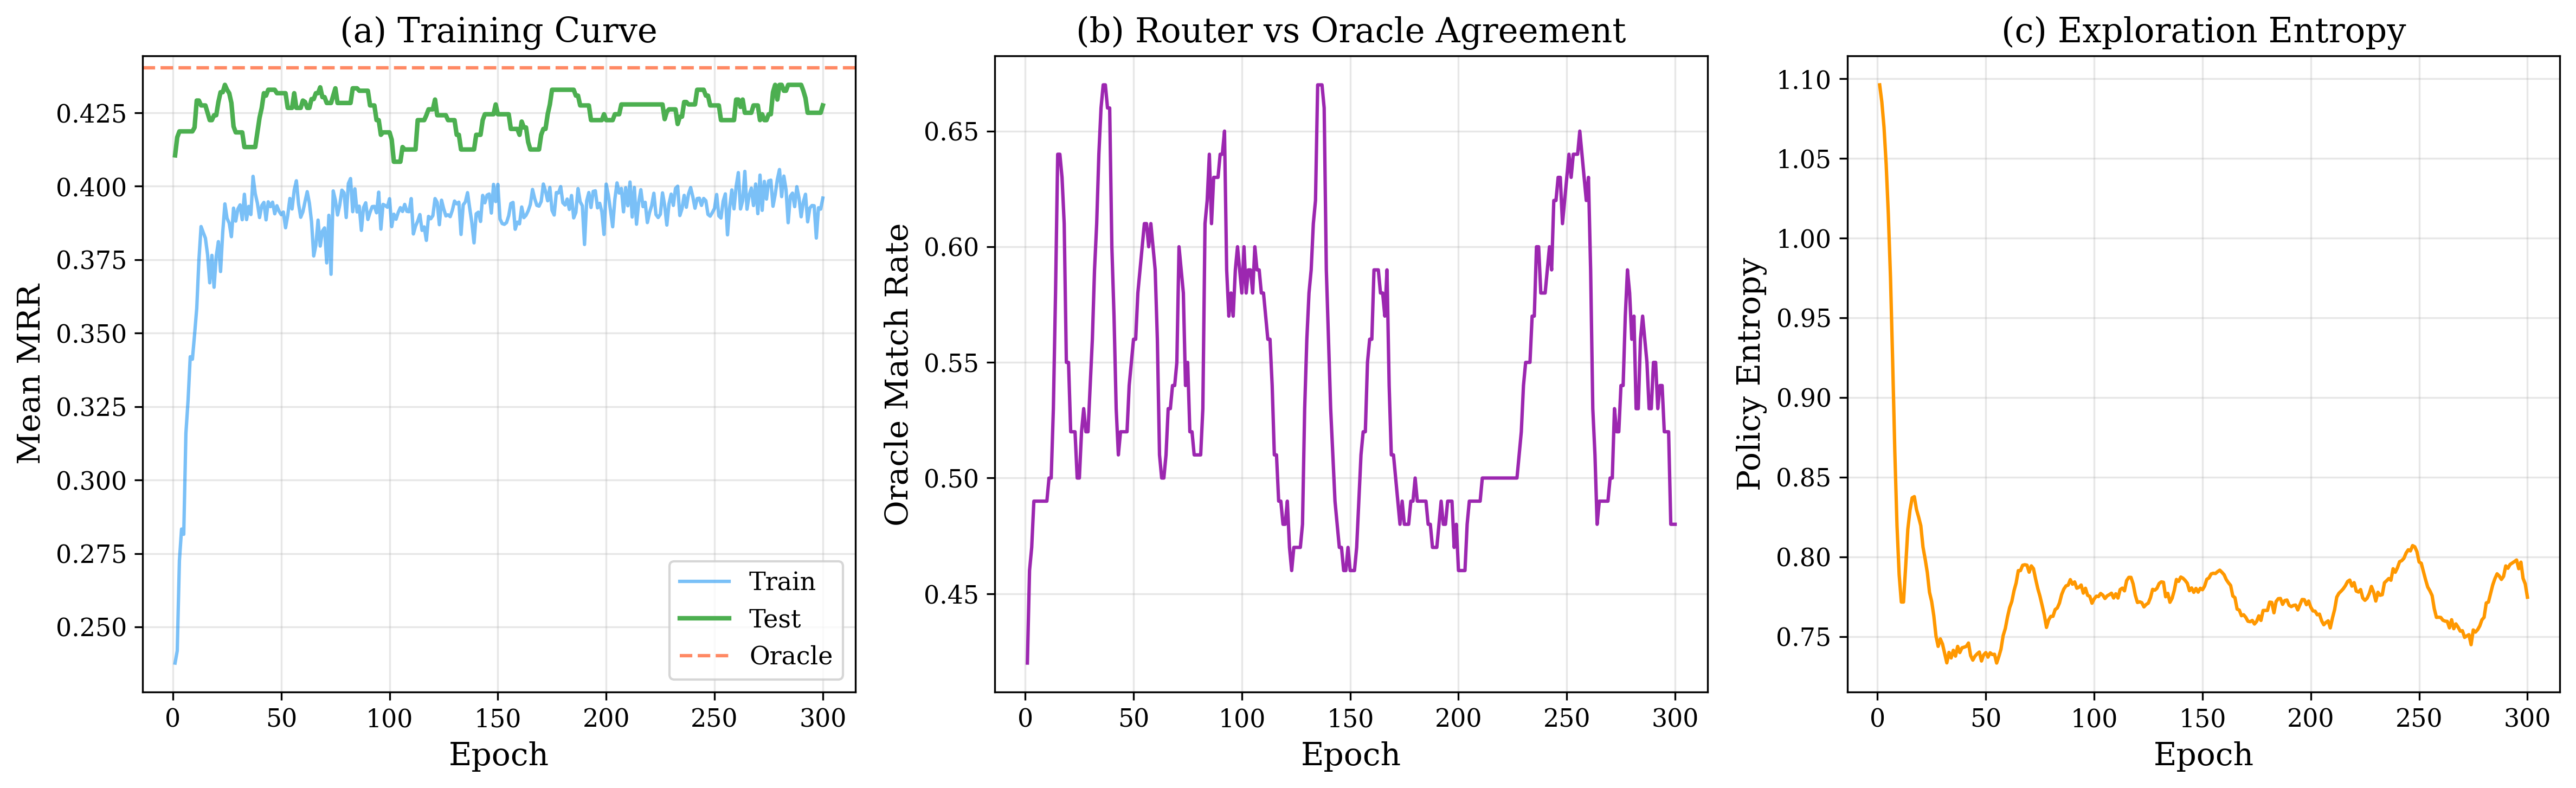 (a) Training Curve
Mean MRR
0.425
0.400
0.375
0.350
0.325
0.300
0.275
0.250
Train
Test
Oracle
0 50 100 150 200 250 300
Epoch
(b) Router vs Oracle Agreement
Oracle Match Rate
0.65
0.60
0.55
0.50
0.45
0 50 100 150 200 250 300
Epoch
(c) Exploration Entropy
Policy Entropy
1.10
1.05
1.00
0.95
0.90
0.85
0.80
0.75
0 50 100 150 200 250 300
Epoch